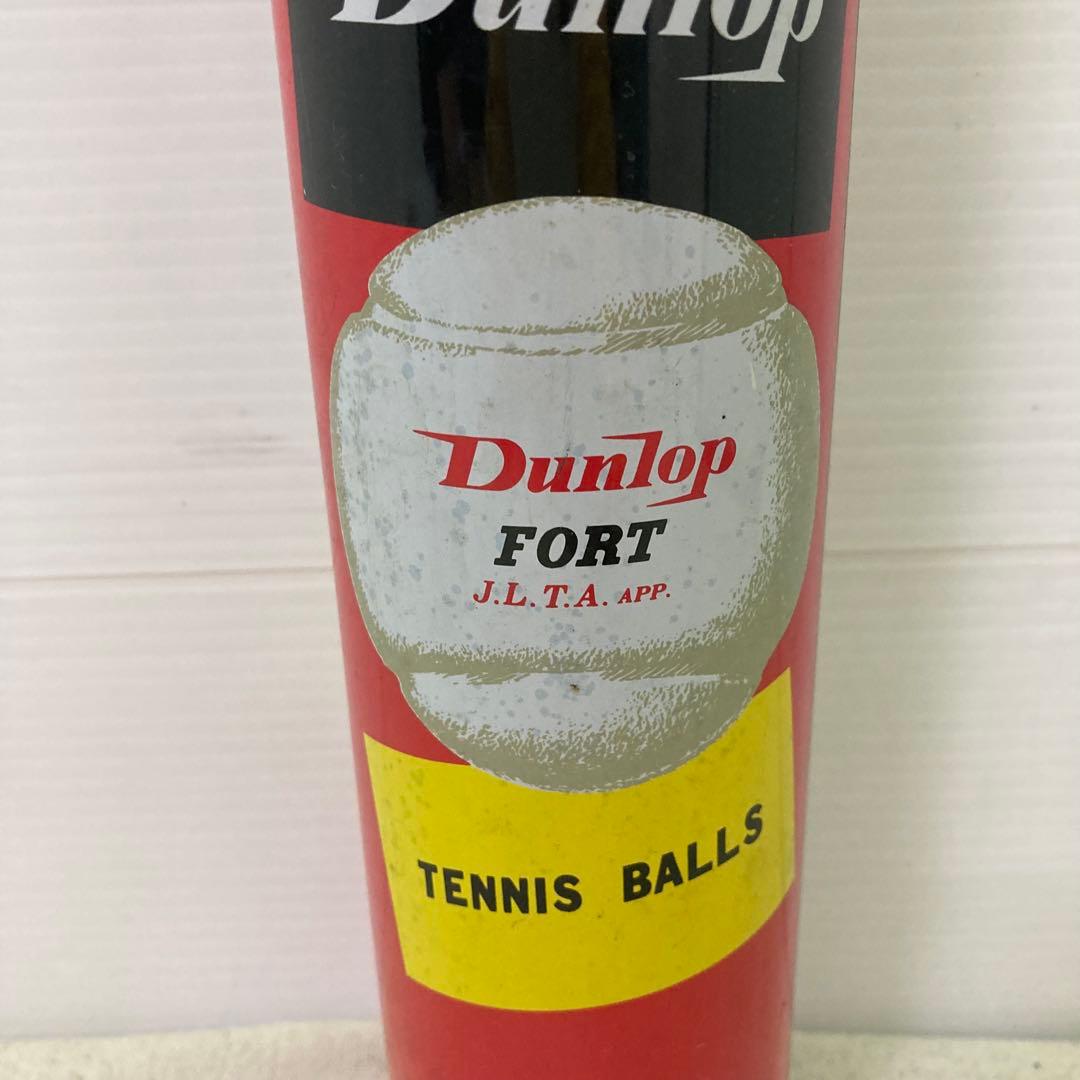 Dunlop
Dunlop
FORT
J.L.T.A. APP.
TENNIS BALLS